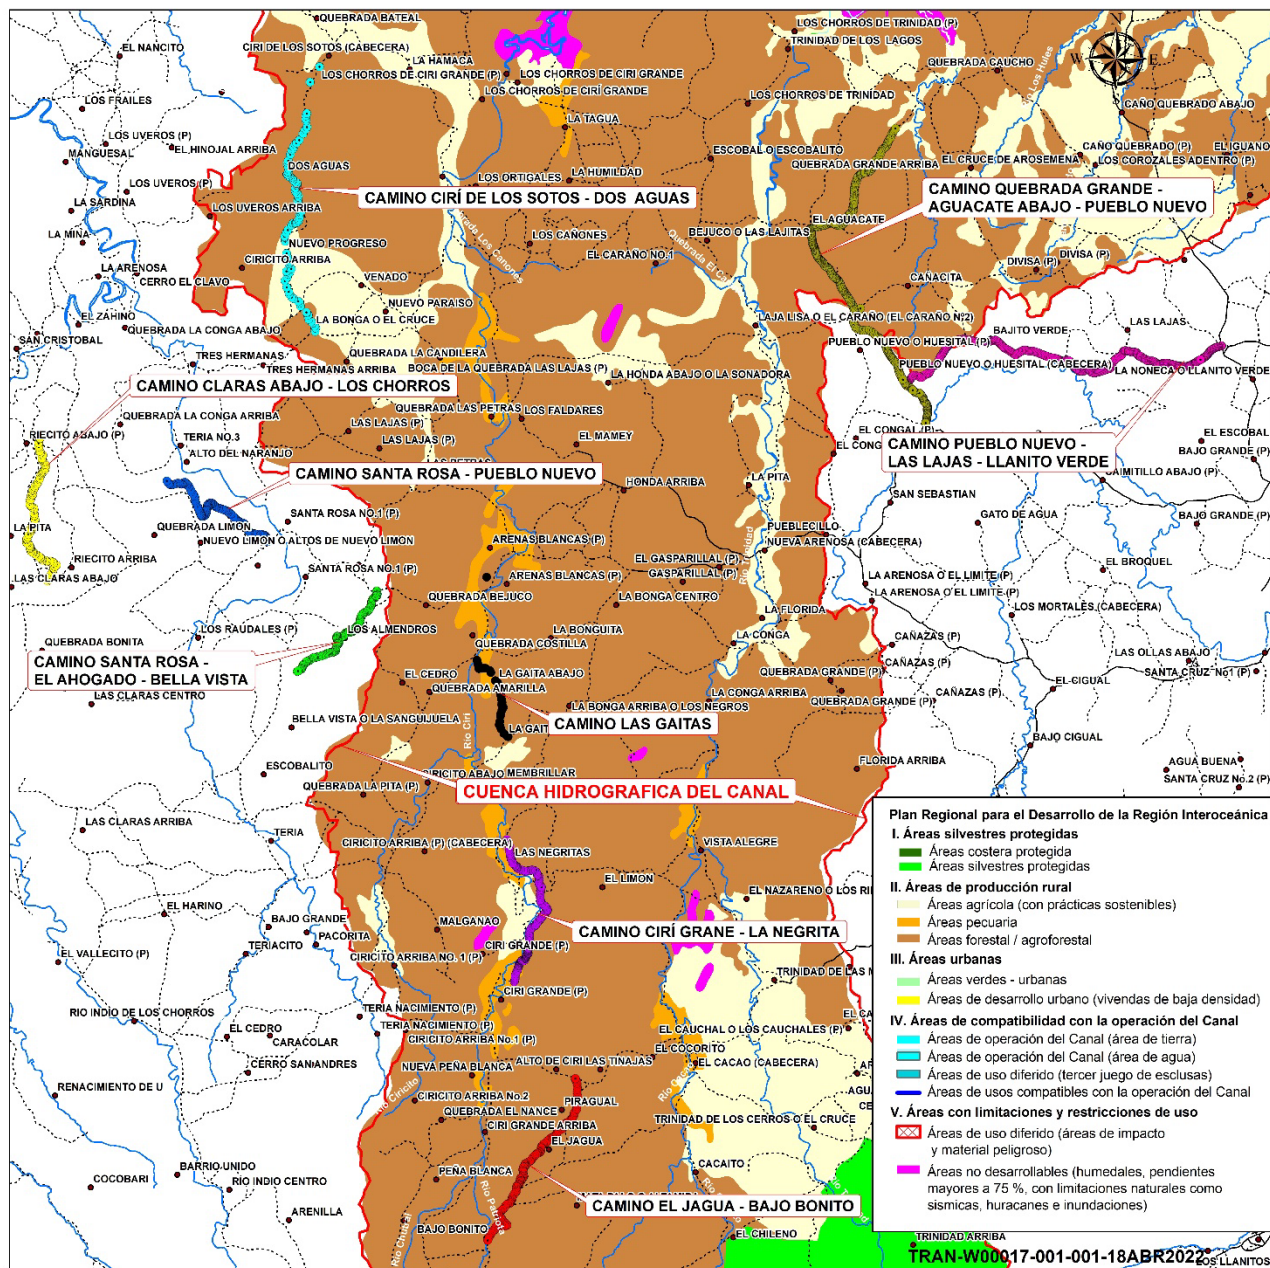 QUEBRADA BATEAL
LOS CHORROS DE TRINIDAD (P)
N
EL NANCITO
CIRI DE LOS SOTOS (CABECERA)
TRINIDAD DE LOS LAGOS
W
E
LA HAMACA
QUEBRADA CAUCHO
LOS CHORROS DE CIRI GRANDE (P)
LOS CHORROS DE CIRI GRANDE
LOS CHORROS DE CIRÍ GRANDE
LOS FRAILES
LOS CHORROS DE TRINIDAD
CAÑO QUEBRADO ABAJO
LA TAGUA
LOS UVEROS (P)
EL HINOJAL ARRIBA
MANGUESAL
ESCOBAL O ESCOBALITO
QUEBRADA GRANDE ARRIBA
EL CRUCE DE AROSEMENA
CAÑO QUEBRADO (P)
EL IGUANO
LOS COROZALES ADENTRO (P)
DOS AGUAS
LA HUMILDAD
LOS ORTIGALES
LOS UVEROS (P)
CAMINO CIRÍ DE LOS SOTOS - DOS AGUAS
CAMINO QUEBRADA GRANDE -
AGUACATE ABAJO - PUEBLO NUEVO
LA SARDINA
LOS UVEROS ARRIBA
EL AGUACATE
LA MINA
NUEVO PROGRESO
LOS CAÑONES
BEJUCO O LAS LAJITAS
LA ARENOSA
CIRICITO ARRIBA
EL CARAÑO NO.1
DIVISA (P)
DIVISA (P)
CERRO EL CLAVO
VENADO
CAÑACITA
NUEVO PARAISO
EL ZAHINO
LA BONGA O EL CRUCE
LAJA LISA O EL CARAÑO (EL CARAÑO Nº2)
QUEBRADA LA CONGA ABAJO
BAJITO VERDE
LAS LAJAS
SAN CRISTOBAL
TRES HERMANAS
QUEBRADA LA CANDILERA
PUEBLO NUEVO O HUESITAL (P)
TRES HERMANAS ARRIBA
BOCA DE LA QUEBRADA LAS LAJAS (P)
PUEBLO NUEVO O HUESITAL (CABECERA)
LA NONECA O LLANITO VERDE
LA HONDA ABAJO O LA SONADORA
CAMINO CLARAS ABAJO - LOS CHORROS
QUEBRADA LA CONGA ARRIBA
QUEBRADA LAS PETRAS
LOS FALDARES
RIECITO ABAJO (P)
TERIA NO.3
LAS LAJAS (P)
LAS LAJAS (P)
EL MAMEY
EL CONGAL (P)
CAMINO PUEBLO NUEVO -
LAS LAJAS - LLANITO VERDE
EL ESCOBAL
BAJO GRANDE (P)
ALTO DEL NARANJO
CAMINO SANTA ROSA - PUEBLO NUEVO
CAIMITILLO ABAJO (P)
HONDA ARRIBA
LA PITA
SAN SEBASTIAN
LA PITA
QUEBRADA LIMON
SANTA ROSA NO.1 (P)
GATO DE AGUA
BAJO GRANDE (P)
PUEBLECILLO
NUEVO LIMON O ALTOS DE NUEVO LIMON
ARENAS BLANCAS (P)
NUEVA ARENOSA (CABECERA)
RIECITO ARRIBA
EL GASPARILLAL (P)
EL BROQUEL
LAS CLARAS ABAJO
SANTA ROSA NO.1 (P)
ARENAS BLANCAS (P)
GASPARILLAL (P)
LA ARENOSA O EL LIMITE (P)
LA ARENOSA O EL LIMITE (P)
QUEBRADA BEJUCO
LA BONGA CENTRO
LA FLORIDA
LOS MORTALES (CABECERA)
LOS ALMENDROS
LOS RAUDALES (P)
LA BONGUITA
LA CONGA
CAÑAZAS (P)
QUEBRADA BONITA
QUEBRADA COSTILLA
LAS OLLAS ABAJO
CAMINO SANTA ROSA -
EL AHOGADO - BELLA VISTA
CAÑAZAS (P)
SANTA CRUZ No1 (P)
EL CEDRO
LA GAITA ABAJO
QUEBRADA GRANDE (P)
EL CIGUAL
LAS CLARAS CENTRO
QUEBRADA AMARILLA
LA CONGA ARRIBA
QUEBRADA GRANDE (P)
CAÑAZAS (P)
LA BONGA ARRIBA O LOS NEGROS
BELLA VISTA O LA SANGUIJUELA
CAMINO LAS GAITAS
Rio Ciri
Río Trinidad
BAJO CIGUAL
ESCOBALITO
CIRICITO ABAJO
MEMBRILLAR
FLORIDA ARRIBA
AGUA BUENA
QUEBRADA LA PITA (P)
CUENCA HIDROGRAFICA DEL CANAL
SANTA CRUZ No.2 (P)
LAS CLARAS ARRIBA
TERIA
CIRICITO ARRIBA (P) (CABECERA)
LAS NEGRITAS
VISTA ALEGRE
EL LIMON
EL HARINO
BAJO GRANDE
PACORITA
MALGANAO
CAMINO CIRÍ GRANE - LA NEGRITA
TERIACITO
CIRI GRANDE (P)
EL VALLECITO (P)
CIRICITO ARRIBA NO. 1 (P)
CIRI GRANDE (P)
RIO INDIO DE LOS CHORROS
TERIA NACIMIENTO (P)
TERIA NACIMIENTO (P)
EL CAUCHAL O LOS CAUCHALES (P)
EL CEDRO
CARACOLAR
CIRICITO ARRIBA No.1 (P)
EL COCORITO
CERRO SAN ANDRES
NUEVA PEÑA BLANCA
ALTO DE CIRI LAS TINAJAS
EL CACAO (CABECERA)
RENACIMIENTO DE U
CIRICITO ARRIBA No.2
PIRAGUAL
QUEBRADA EL NANCE
CIRI GRANDE ARRIBA
TRINIDAD DE LOS CERROS O EL CRUCE
EL JAGUA
BARRIO UNIDO
PEÑA BLANCA
CACAITO
COCOBARI
RIO INDIO CENTRO
CAMINO EL JAGUA - BAJO BONITO
ARENILLA
BAJO BONITO
Río Patriota
EL CHILENO
TRINIDAD ARRIBA
Plan Regional para el Desarrollo de la Región Interoceánica
I. Áreas silvestres protegidas
Áreas costera protegida
Áreas silvestres protegidas
II. Áreas de producción rural
Áreas agrícola (con prácticas sostenibles)
Áreas pecuaria
Áreas forestal / agroforestal
III. Áreas urbanas
Áreas verdes - urbanas
Áreas de desarrollo urbano (vivendas de baja densidad)
IV. Áreas de compatibilidad con la operación del Canal
Áreas de operación del Canal (área de tierra)
Áreas de operación del Canal (área de agua)
Áreas de uso diferido (tercer juego de esclusas)
Áreas de usos compatibles con la operación del Canal
V. Áreas con limitaciones y restricciones de uso
Áreas de uso diferido (áreas de impacto
y material peligroso)
Áreas no desarrollables (humedales, pendientes
mayores a 75 %, con limitaciones naturales como
sísmicas, huracanes e inundaciones)
TRAN-W00017-001-001-18ABR2022
LOS LLANITOS